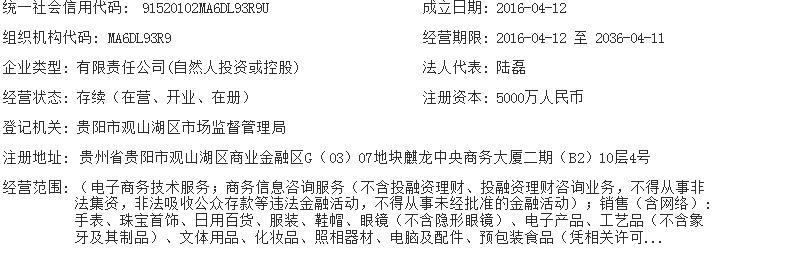 统一社会信用代码: 91520102MA6DL93R9U 成立日期: 2016-04-12
组织机构代码: MA6DL93R9 经营期限: 2016-04-12 至 2036-04-11
企业类型: 有限责任公司(自然人投资或控股) 法人代表: 陆磊
经营状态: 存续（在营、开业、在册） 注册资本: 5000万人民币
登记机关: 贵阳市观山湖区市场监督管理局
注册地址: 贵州省贵阳市观山湖区商业金融区G（03）07地块麒龙中央商务大厦二期（B2）10层4号
经营范围: （电子商务技术服务; 商务信息咨询服务（不含投融资理财、投融资理财咨询业务，不得从事非
法集资，非法吸收公众存款等违法金融活动，不得从事未经批准的金融活动）; 销售（含网络）:
手表、珠宝首饰、日用百货、服装、鞋帽、眼镜（不含隐形眼镜）、电子产品、工艺品（不含象
牙及其制品）、文体用品、化妆品、照相器材、电脑及配件、预包装食品（凭相关许可...